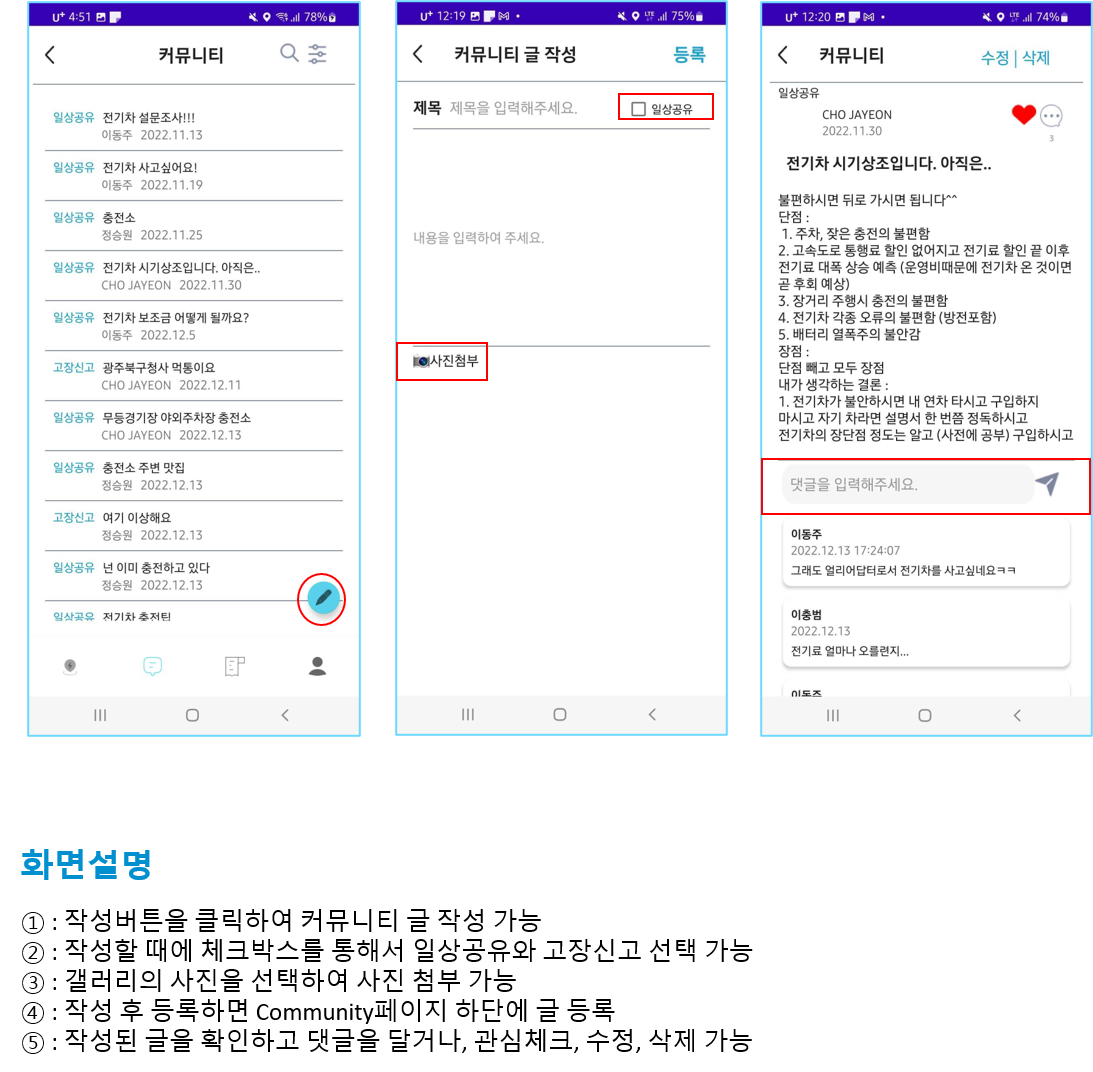 U+ 4:51 78%
커뮤니티
일상공유 전기차 설문조사!!!
이동주 2022.11.13
일상공유 전기차 사고싶어요!
이동주 2022.11.19
일상공유 충전소
정승원 2022.11.25
일상공유 전기차 시기상조입니다. 아직은..
CHO JAYEON 2022.11.30
일상공유 전기차 보조금 어떻게 될까요?
이동주 2022.12.5
고장신고 광주북구청사 먹통이요
CHO JAYEON 2022.12.11
일상공유 무등경기장 야외주차장 충전소
CHO JAYEON 2022.12.13
일상공유 충전소 주변 맛집
정승원 2022.12.13
고장신고 여기 이상해요
정승원 2022.12.13
일상공유 넌 이미 충전하고 있다
정승원 2022.12.13
일상공유 전기차 충전팁
U+ 12:19 LTE 75%
커뮤니티 글 작성 등록
제목 제목을 입력해주세요. 일상공유
내용을 입력하여 주세요.
사진첨부
U+ 12:20 LTE 74%
커뮤니티 수정 | 삭제
일상공유
CHO JAYEON
2022.11.30
3
전기차 시기상조입니다. 아직은..
불편하시면 뒤로 가시면 됩니다^^
단점 :
1. 주차, 잦은 충전의 불편함
2. 고속도로 통행료 할인 없어지고 전기료 할인 끝 이후
전기료 대폭 상승 예측 (운영비때문에 전기차 온 것이면
곧 후회 예상)
3. 장거리 주행시 충전의 불편함
4. 전기차 각종 오류의 불편함 (방전포함)
5. 배터리 열폭주의 불안감
장점 :
단점 빼고 모두 장점
내가 생각하는 결론 :
1. 전기차가 불안하시면 내 연차 타시고 구입하지
마시고 자기 차라면 설명서 한 번쯤 정독하시고
전기차의 장단점 정도는 알고 (사전에 공부) 구입하시고
댓글을 입력해주세요.
이동주
2022.12.13 17:24:07
그래도 얼리어답터로서 전기차를 사고싶네요ㅋㅋ
이충범
2022.12.13
전기료 얼마나 오를련지...
이동주
화면설명
① : 작성버튼을 클릭하여 커뮤니티 글 작성 가능
② : 작성할 때에 체크박스를 통해서 일상공유와 고장신고 선택 가능
③ : 갤러리의 사진을 선택하여 사진 첨부 가능
④ : 작성 후 등록하면 Community페이지 하단에 글 등록
⑤ : 작성된 글을 확인하고 댓글을 달거나, 관심체크, 수정, 삭제 가능